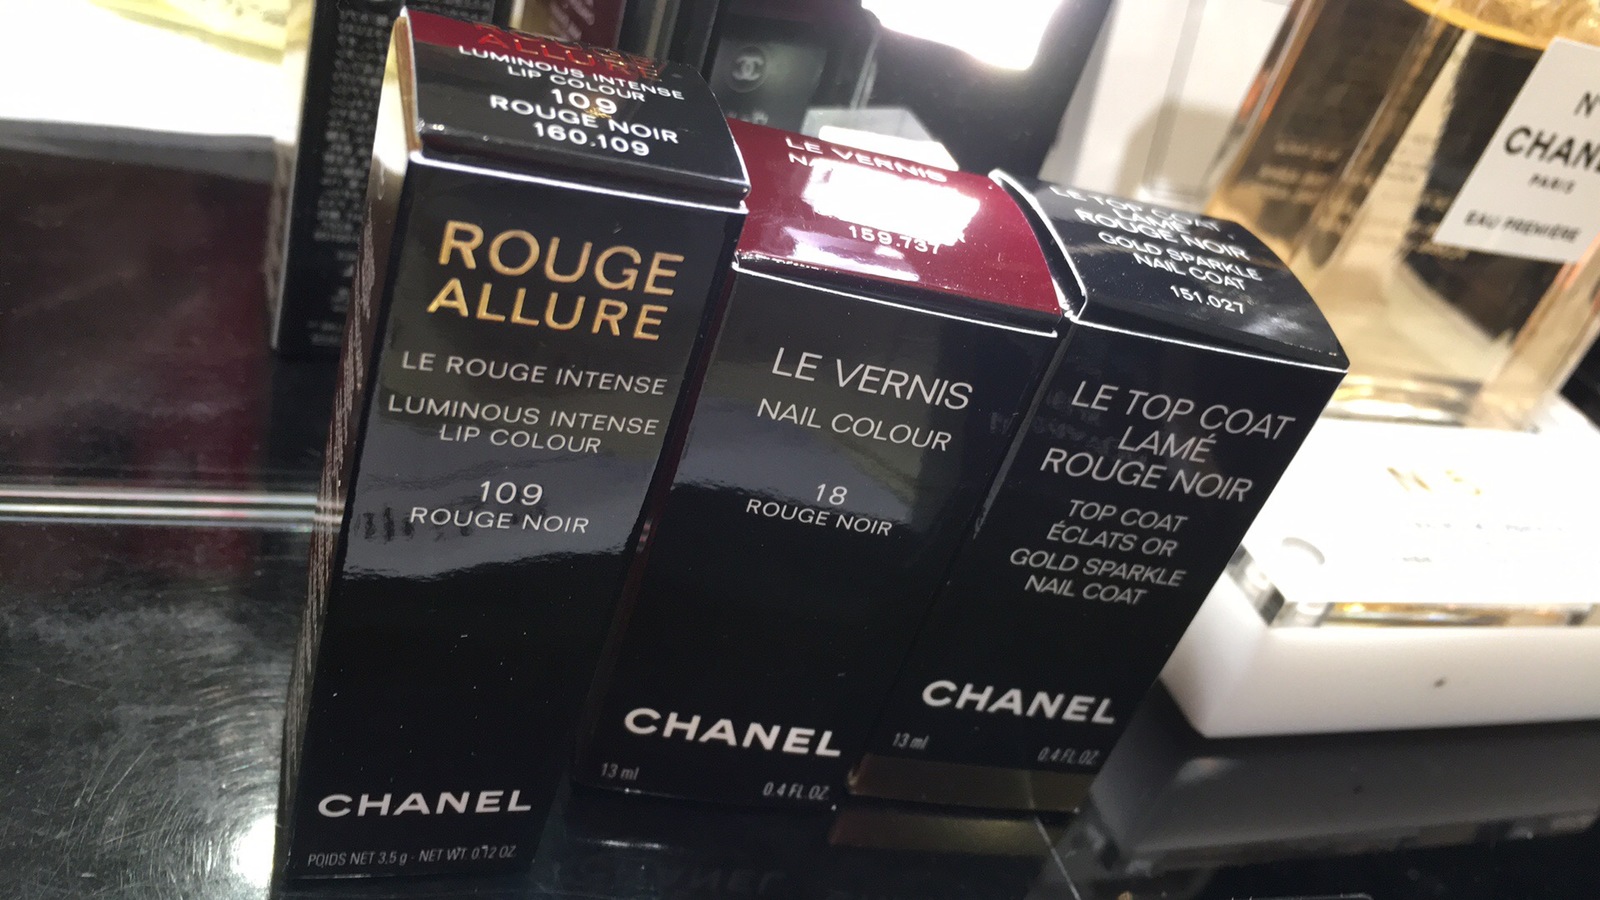 ALLURE
LUMINOUS INTENSE
LIP COLOUR
109
ROUGE NOIR
160.109
ROUGE
ALLURE
LE ROUGE INTENSE
LUMINOUS INTENSE
LIP COLOUR
109
ROUGE NOIR
CHANEL
POIDS NET 3,5 g - NET WT. 0.12 OZ.
LE VERNIS
159.737
LE VERNIS
NAIL COLOUR
18
ROUGE NOIR
CHANEL
13 ml
0.4 FL. OZ.
LE TOP COAT
LAMÉ
ROUGE NOIR
GOLD SPARKLE
NAIL COAT
151.027
LE TOP COAT
LAMÉ
ROUGE NOIR
TOP COAT
ÉCLATS OR
GOLD SPARKLE
NAIL COAT
CHANEL
13 ml
0.4 FL. OZ.
N
CHANE
PARIS
EAU PREMIÈRE